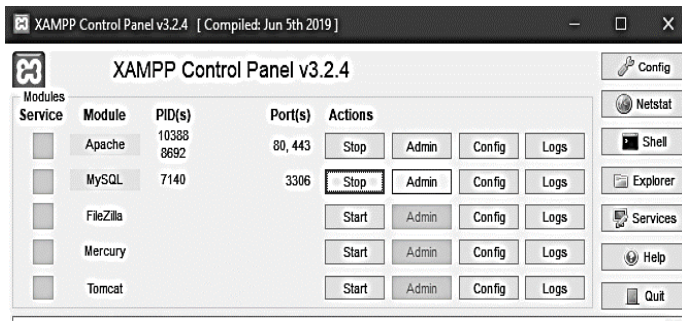 XAMPP Control Panel v3.2.4 [ Compiled: Jun 5th 2019 ]
XAMPP Control Panel v3.2.4
Config
Modules
Service Module PID(s) Port(s) Actions
Netstat
Apache 10388 8692 80, 443 Stop Admin Config Logs
Shell
MySQL 7140 3306 Stop Admin Config Logs
Explorer
FileZilla Start Admin Config Logs
Services
Mercury Start Admin Config Logs
Help
Tomcat Start Admin Config Logs
Quit